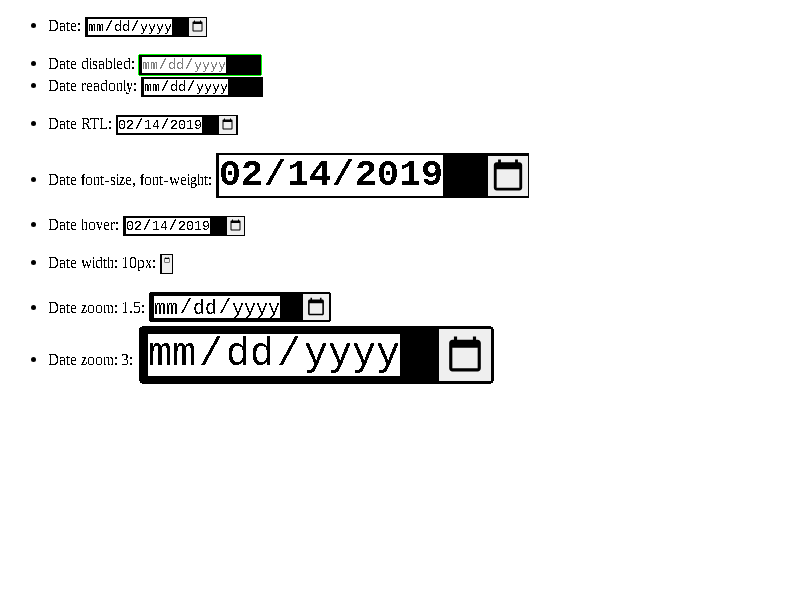 Date: mm/dd/yyyy
Date disabled: mm/dd/yyyy
Date readonly: mm/dd/yyyy
Date RTL: 02/14/2019
Date font-size, font-weight: 02/14/2019
Date hover: 02/14/2019
Date width: 10px:
Date zoom: 1.5: mm/dd/yyyy
Date zoom: 3: mm/dd/yyyy